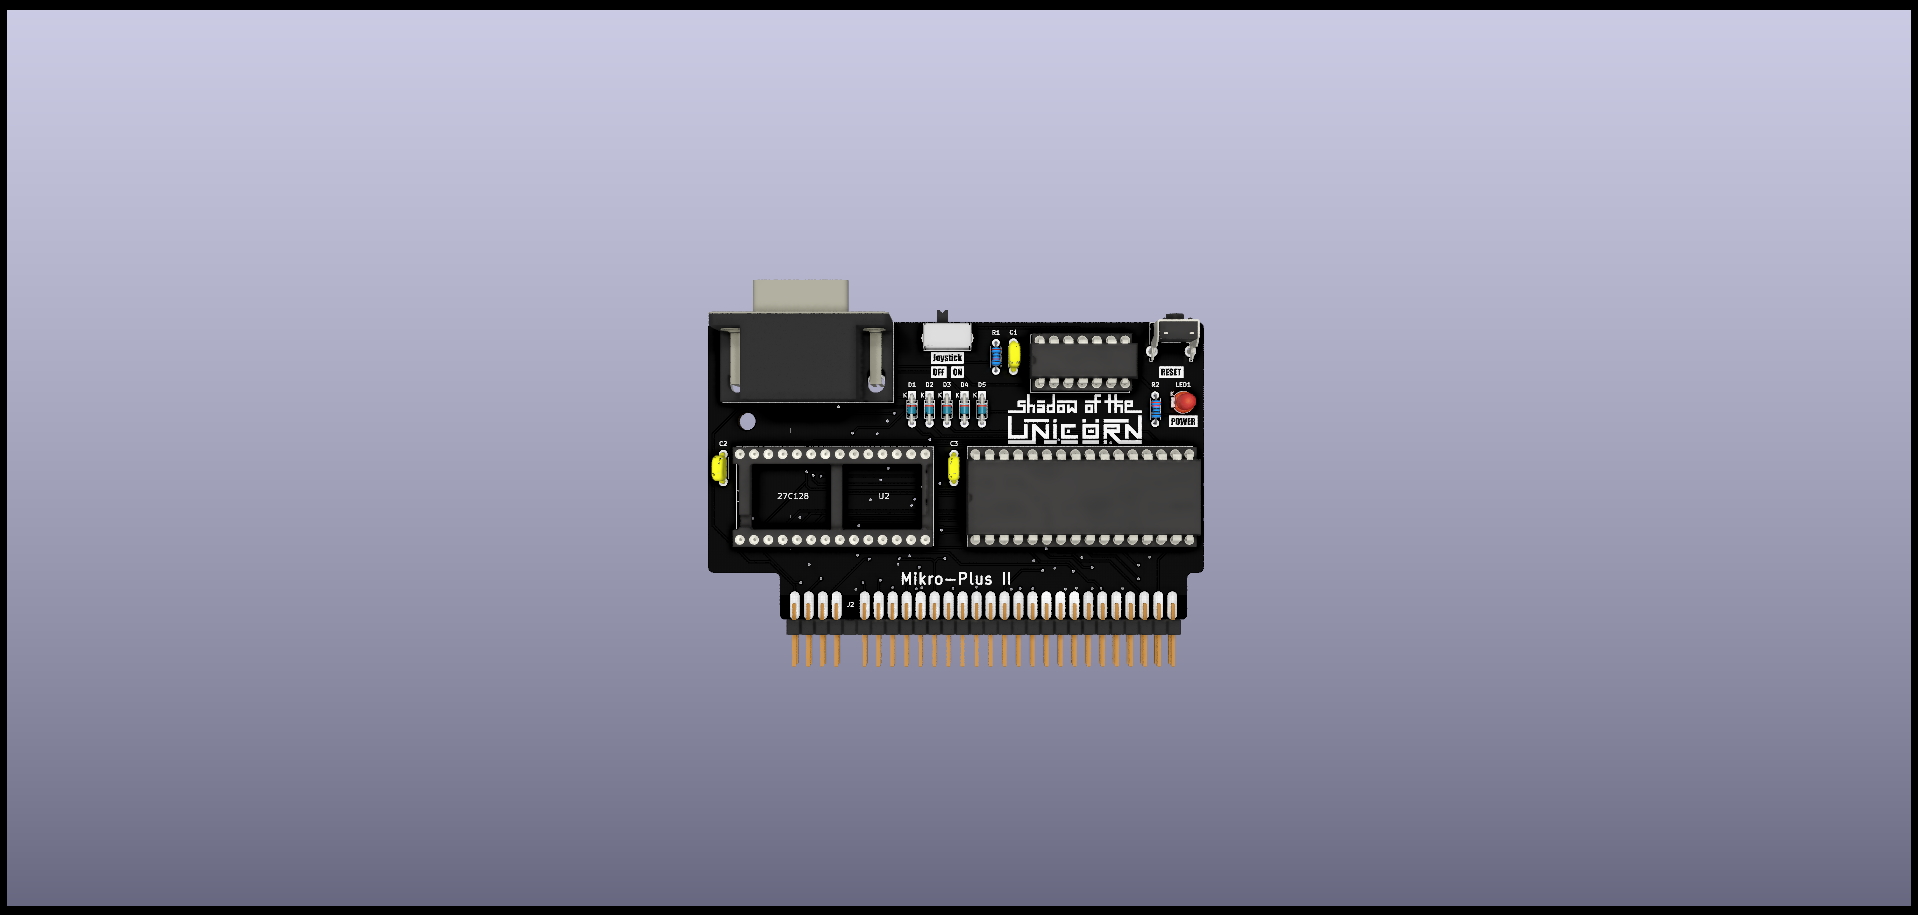 R1 C1
Joystick
OFF ON
RESET
D1 D2 D3 D4 D5
K K K K K
R2 LED1
K
shadow of the
UNICORN
POWER
C2 C3
27C128 U2
Mikro-Plus II
J2